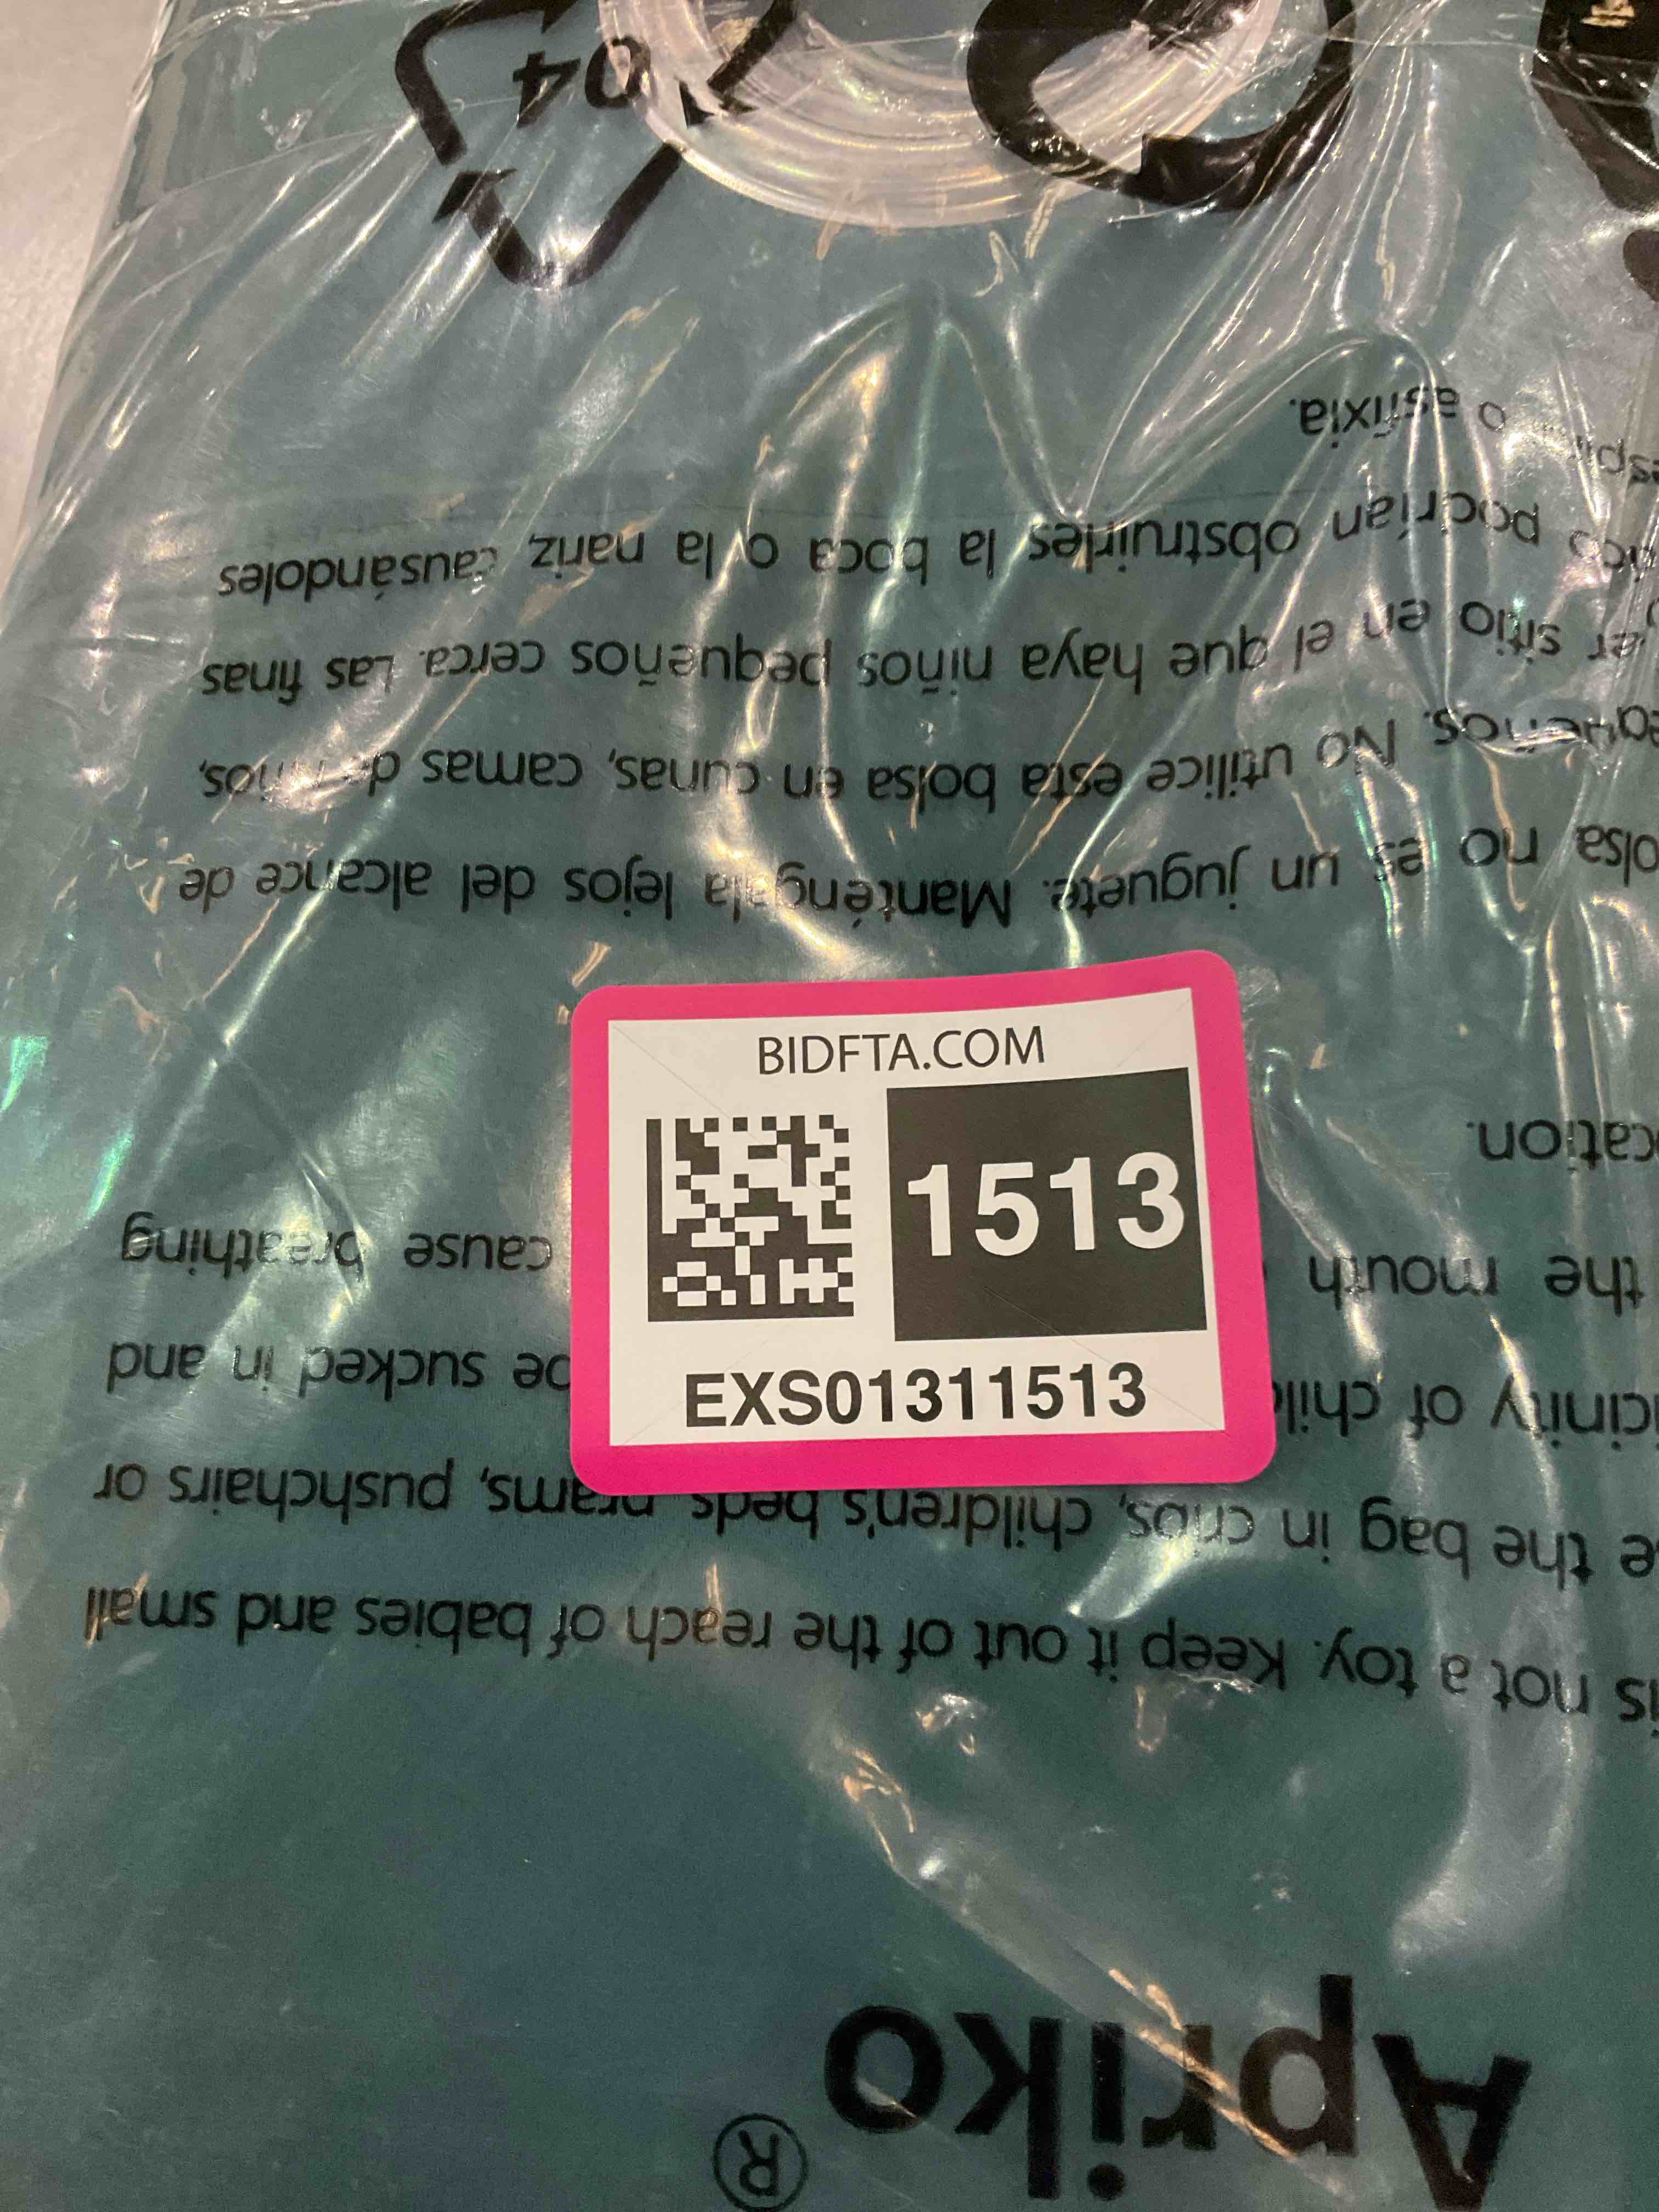 BIDFTA.COM
1513
EXS01311513
Apriko®
is not a toy. Keep it out of the reach of babies and small
the bag in cribs, children's beds, prams, pushchairs or
of be sucked in and
the mouth cause breathing
no es un juguete. Manténgala lejos del alcance de
No utilice esta bolsa en cunas, camas de niños,
sitio en el que haya niños pequeños cerca. Las finas
podrían obstruirles la boca o la nariz, causándoles
o asfixia.
04